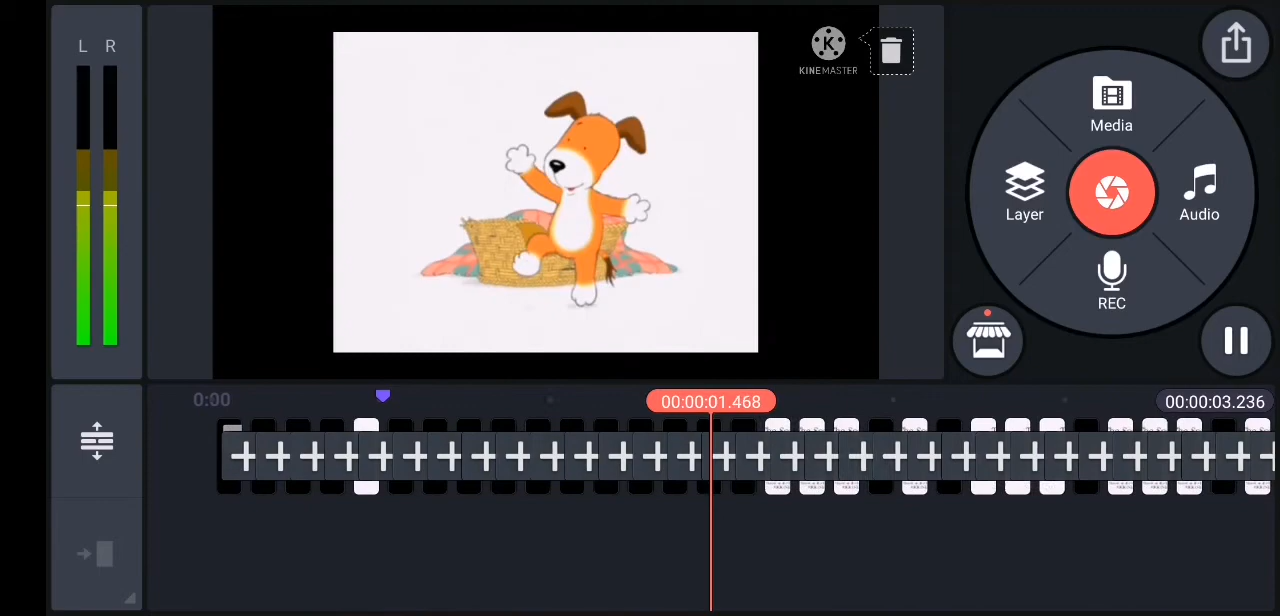 L R
K
KINEMASTER
Media
Layer
Audio
REC
0:00
00:00:01.468
00:00:03.236